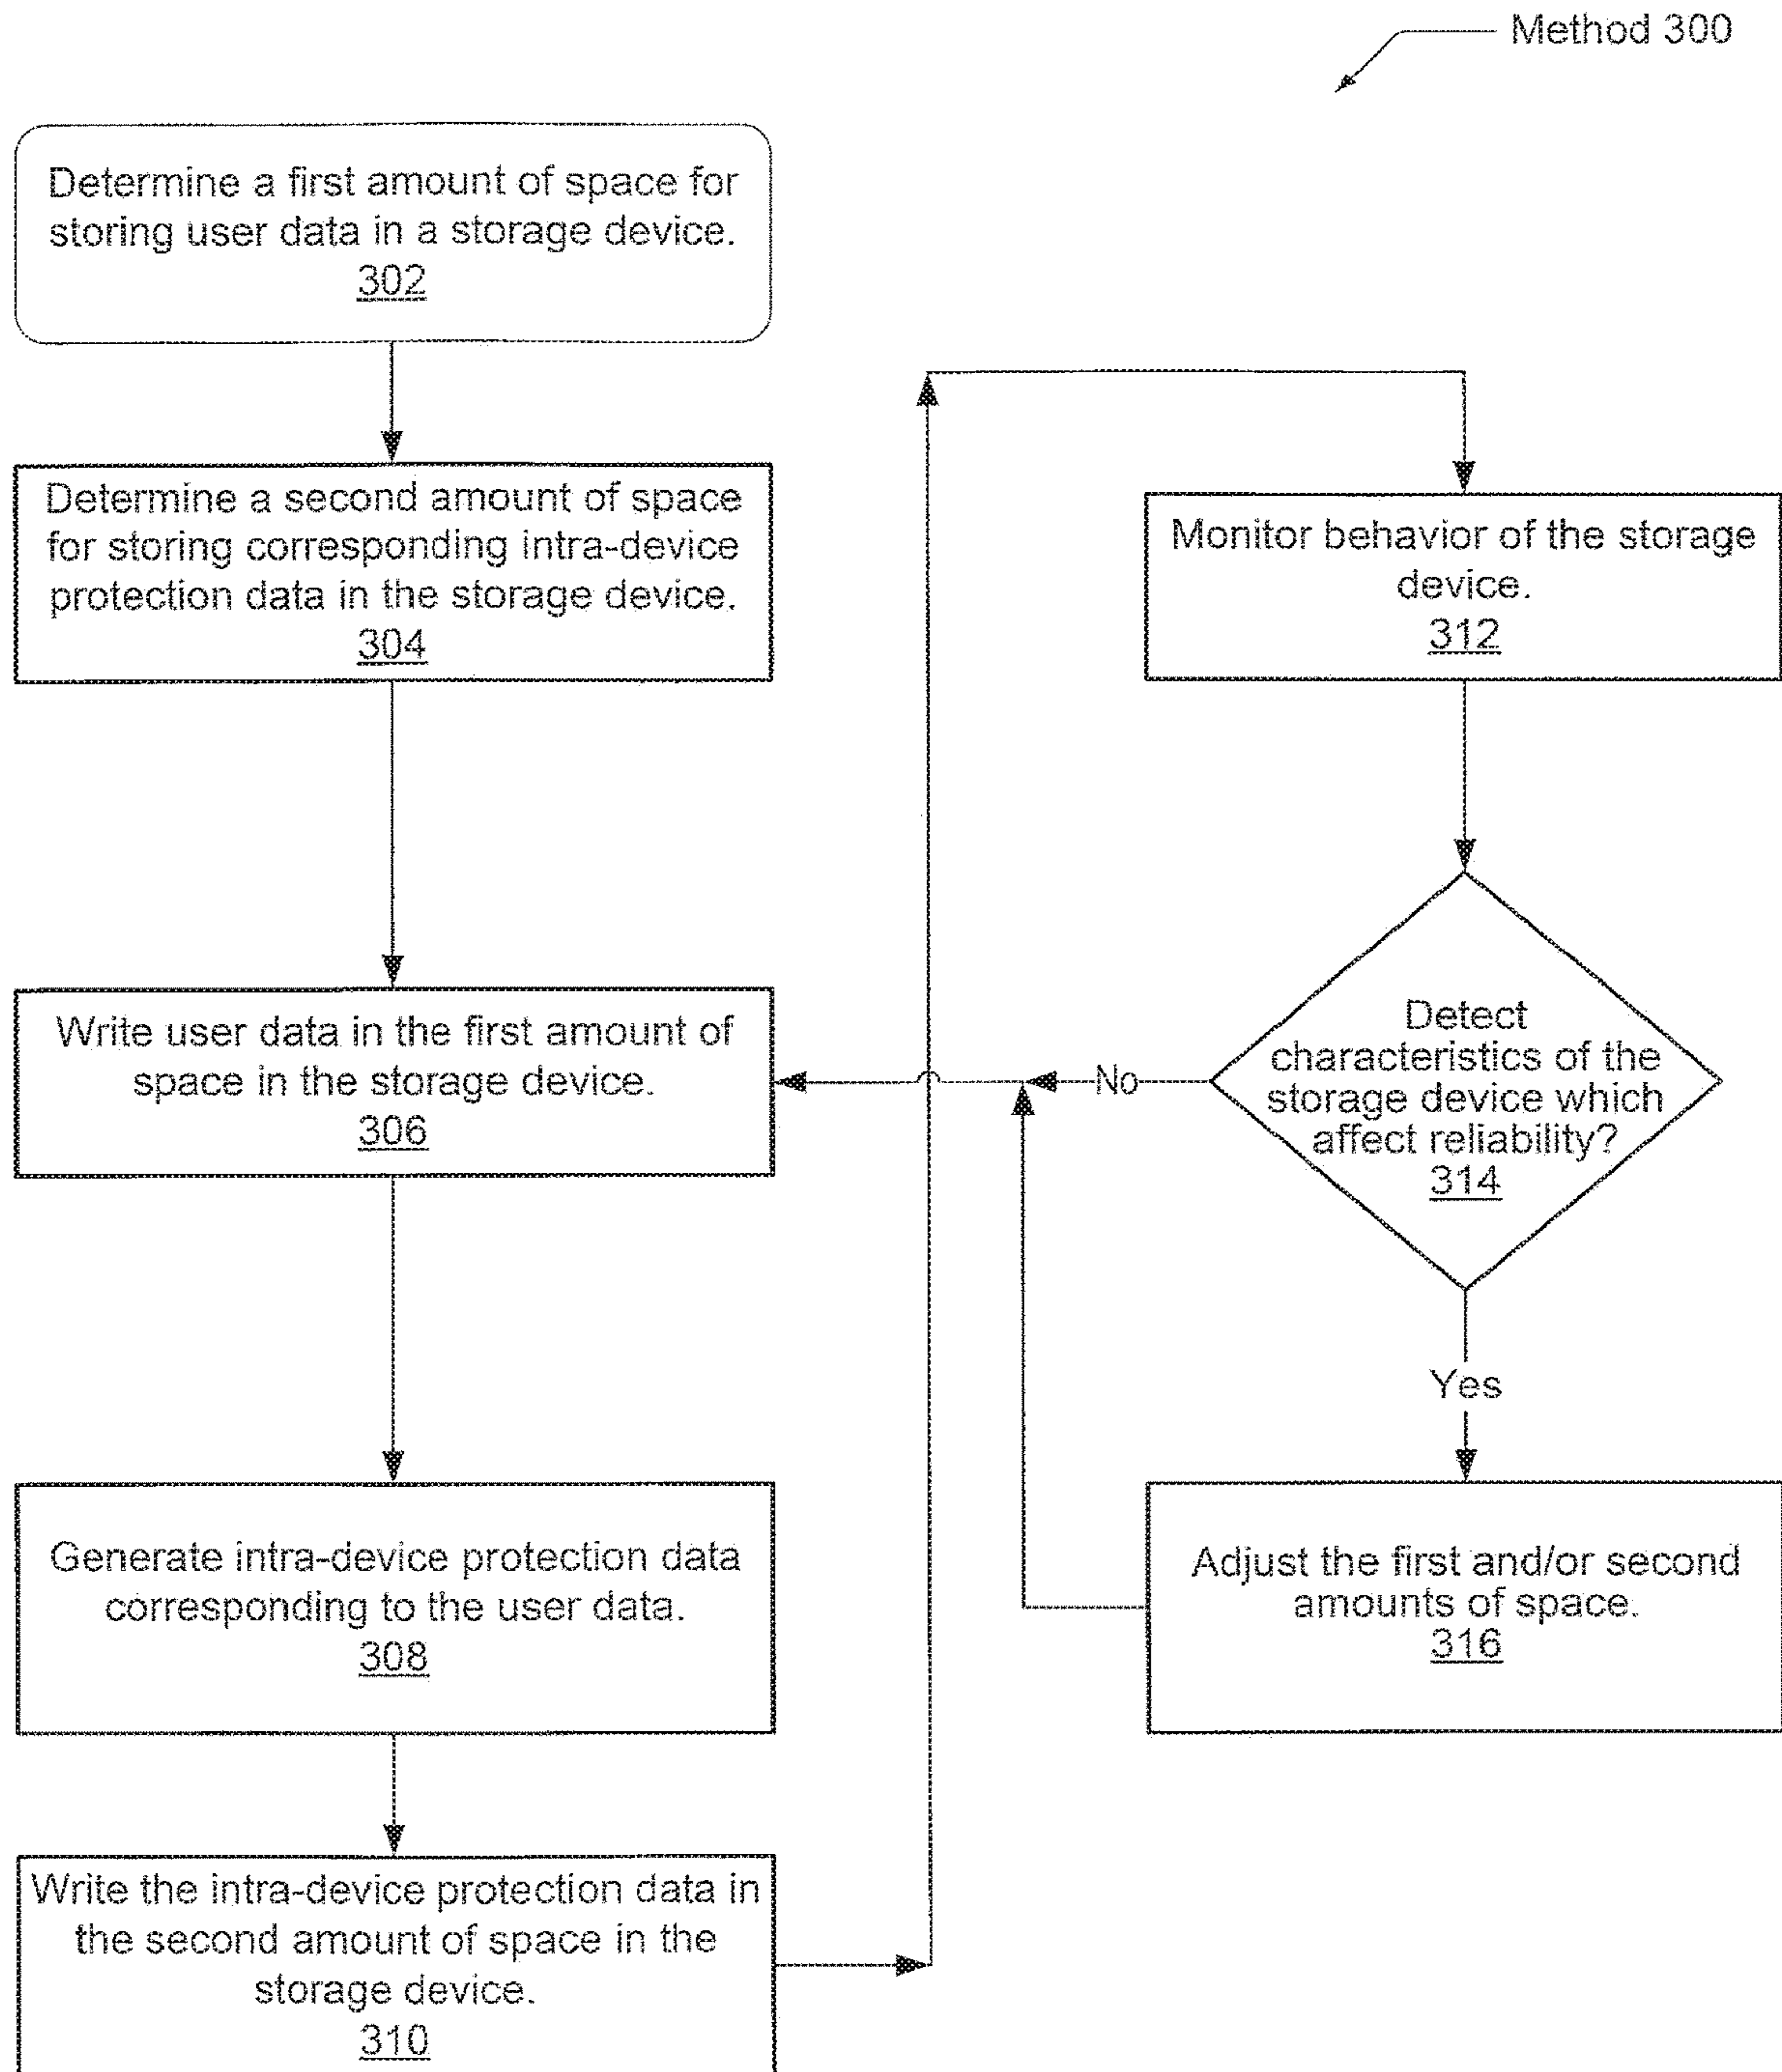 Method 300
Determine a first amount of space for
storing user data in a storage device.
302
Determine a second amount of space
for storing corresponding intra-device
protection data in the storage device.
304
Write user data in the first amount of
space in the storage device.
306
Generate intra-device protection data
corresponding to the user data.
308
Write the intra-device protection data in
the second amount of space in the
storage device.
310
Monitor behavior of the storage
device.
312
Detect
characteristics of the
storage device which
affect reliability?
314
No
Yes
Adjust the first and/or second
amounts of space.
316